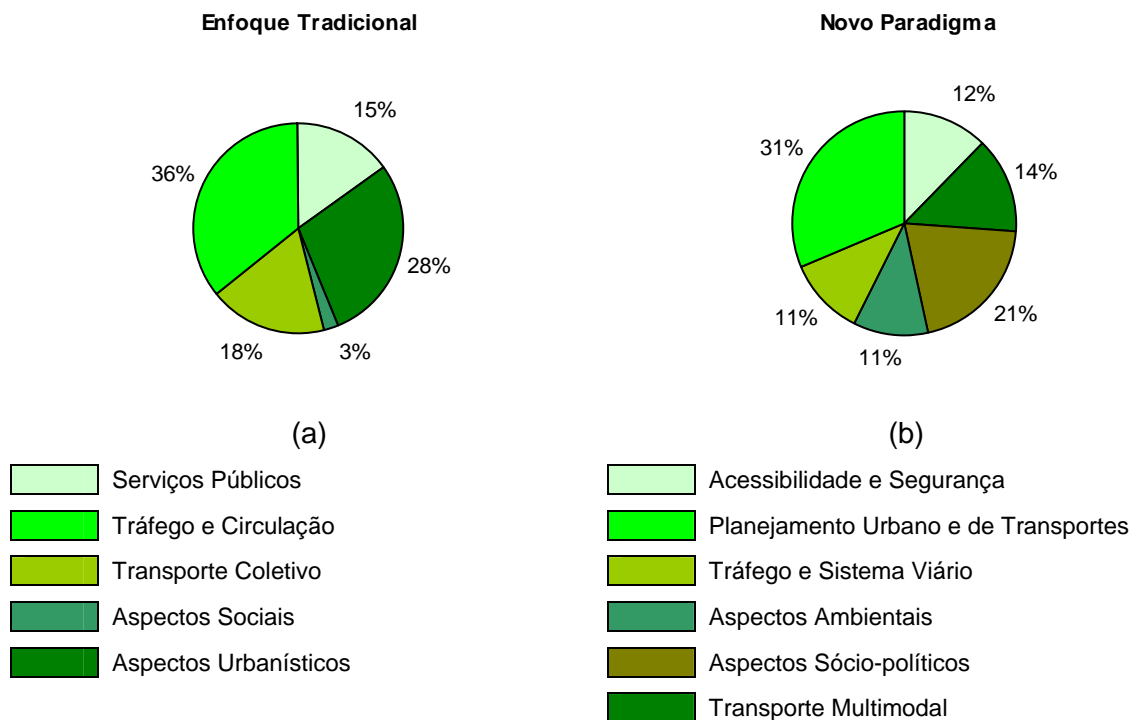 Enfoque Tradicional
15%
36%
28%
18%
3%
(a)
Serviços Públicos
Tráfego e Circulação
Transporte Coletivo
Aspectos Sociais
Aspectos Urbanísticos
Novo Paradigma
12%
31%
14%
11%
21%
11%
(b)
Acessibilidade e Segurança
Planejamento Urbano e de Transportes
Tráfego e Sistema Viário
Aspectos Ambientais
Aspectos Sócio-políticos
Transporte Multimodal